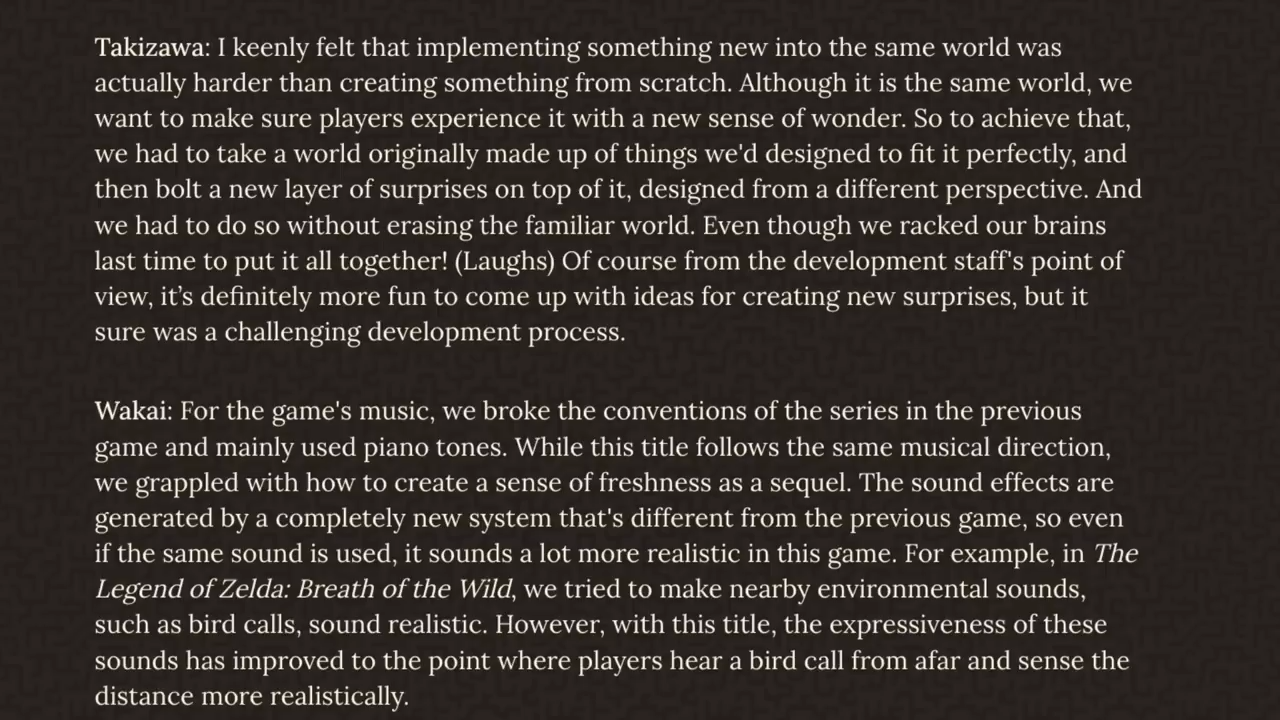 Takizawa: I keenly felt that implementing something new into the same world was
actually harder than creating something from scratch. Although it is the same world, we
want to make sure players experience it with a new sense of wonder. So to achieve that,
we had to take a world originally made up of things we'd designed to fit it perfectly, and
then bolt a new layer of surprises on top of it, designed from a different perspective. And
we had to do so without erasing the familiar world. Even though we racked our brains
last time to put it all together! (Laughs) Of course from the development staff's point of
view, it’s definitely more fun to come up with ideas for creating new surprises, but it
sure was a challenging development process.
Wakai: For the game's music, we broke the conventions of the series in the previous
game and mainly used piano tones. While this title follows the same musical direction,
we grappled with how to create a sense of freshness as a sequel. The sound effects are
generated by a completely new system that's different from the previous game, so even
if the same sound is used, it sounds a lot more realistic in this game. For example, in The
Legend of Zelda: Breath of the Wild, we tried to make nearby environmental sounds,
such as bird calls, sound realistic. However, with this title, the expressiveness of these
sounds has improved to the point where players hear a bird call from afar and sense the
distance more realistically.